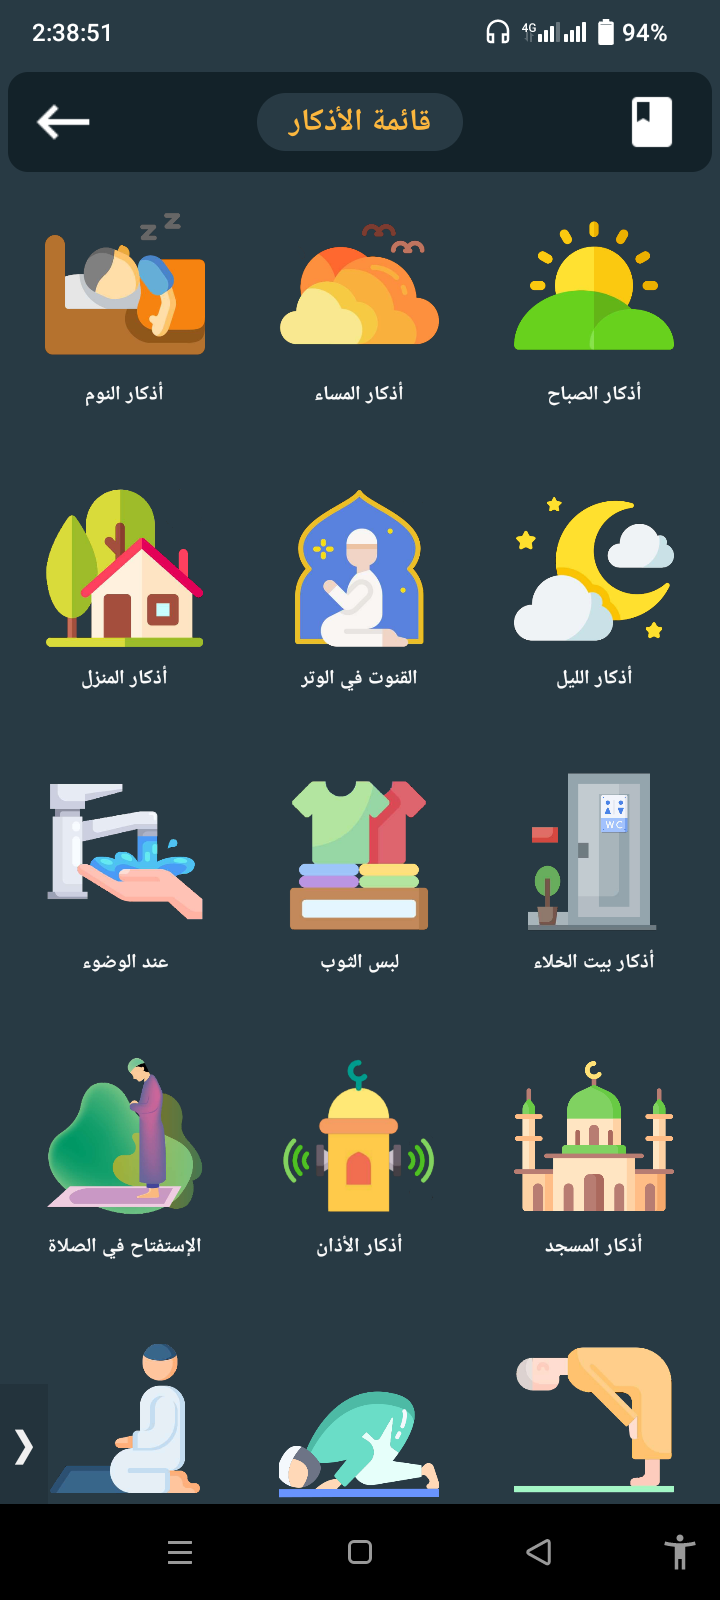 2:38:51
4G
94%
قائمة الأذكار
أذكار الصباح
أذكار المساء
أذكار النوم
أذكار الليل
القنوت في الوتر
أذكار المنزل
WC
أذكار بيت الخلاء
لبس الثوب
عند الوضوء
أذكار المسجد
أذكار الأذان
الإستفتاح في الصلاة